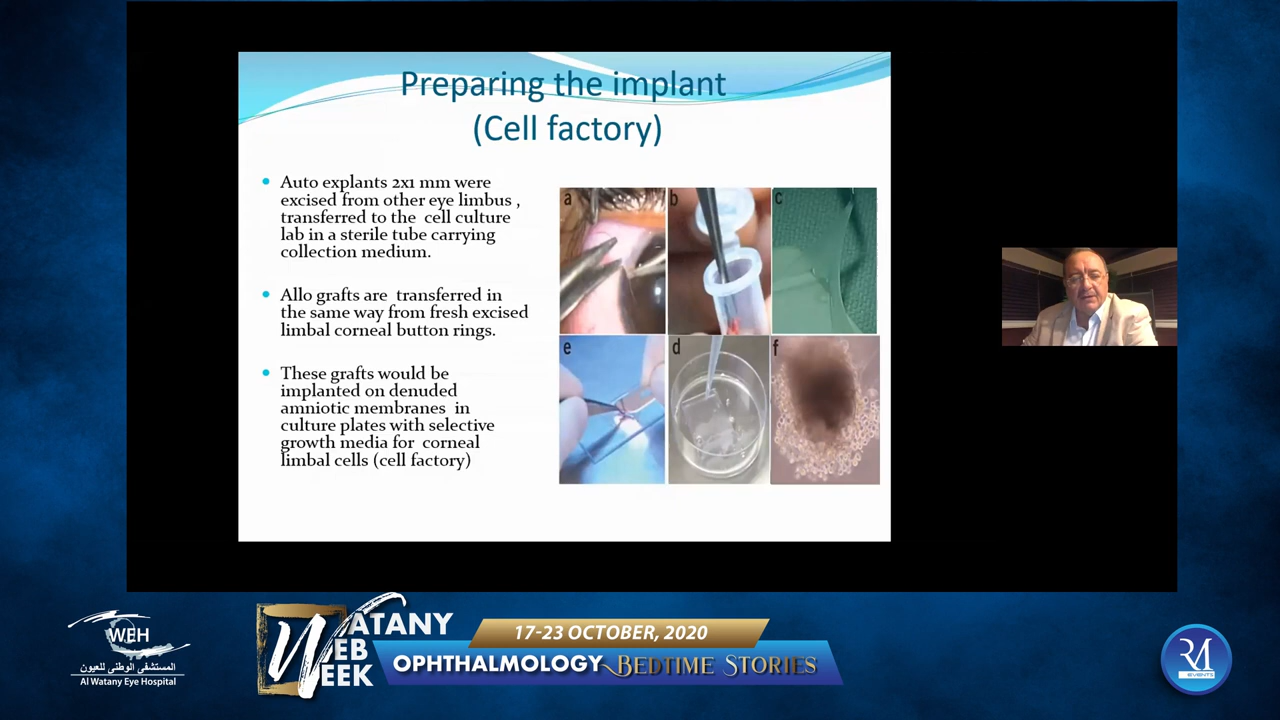 Preparing the implant
(Cell factory)
Auto explants 2x1 mm were
excised from other eye limbus ,
transferred to the cell culture
lab in a sterile tube carrying
collection medium.
Allo grafts are transferred in
the same way from fresh excised
limbal corneal button rings.
These grafts would be
implanted on denuded
amniotic membranes in
culture plates with selective
growth media for corneal
limbal cells (cell factory)
a
b
c
e
d
f
WEH
المستشفى الوطنى للعيون
Al Watany Eye Hospital
WATANY
WEB
WEEK
17-23 OCTOBER, 2020
OPHTHALMOLOGY BEDTIME STORIES
RM
EVENTS